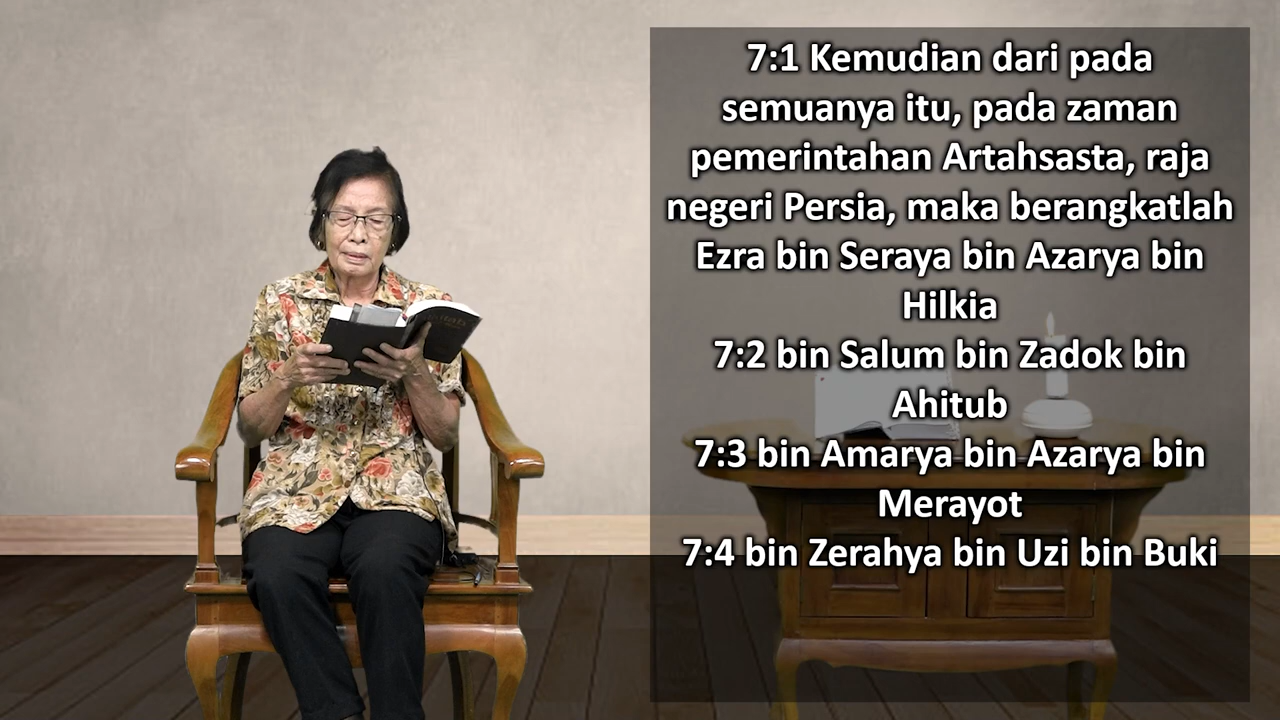 7:1 Kemudian dari pada
semuanya itu, pada zaman
pemerintahan Artahsasta, raja
negeri Persia, maka berangkatlah
Ezra bin Seraya bin Azarya bin
Hilkia
7:2 bin Salum bin Zadok bin
Ahitub
7:3 bin Amarya bin Azarya bin
Merayot
7:4 bin Zerahya bin Uzi bin Buki